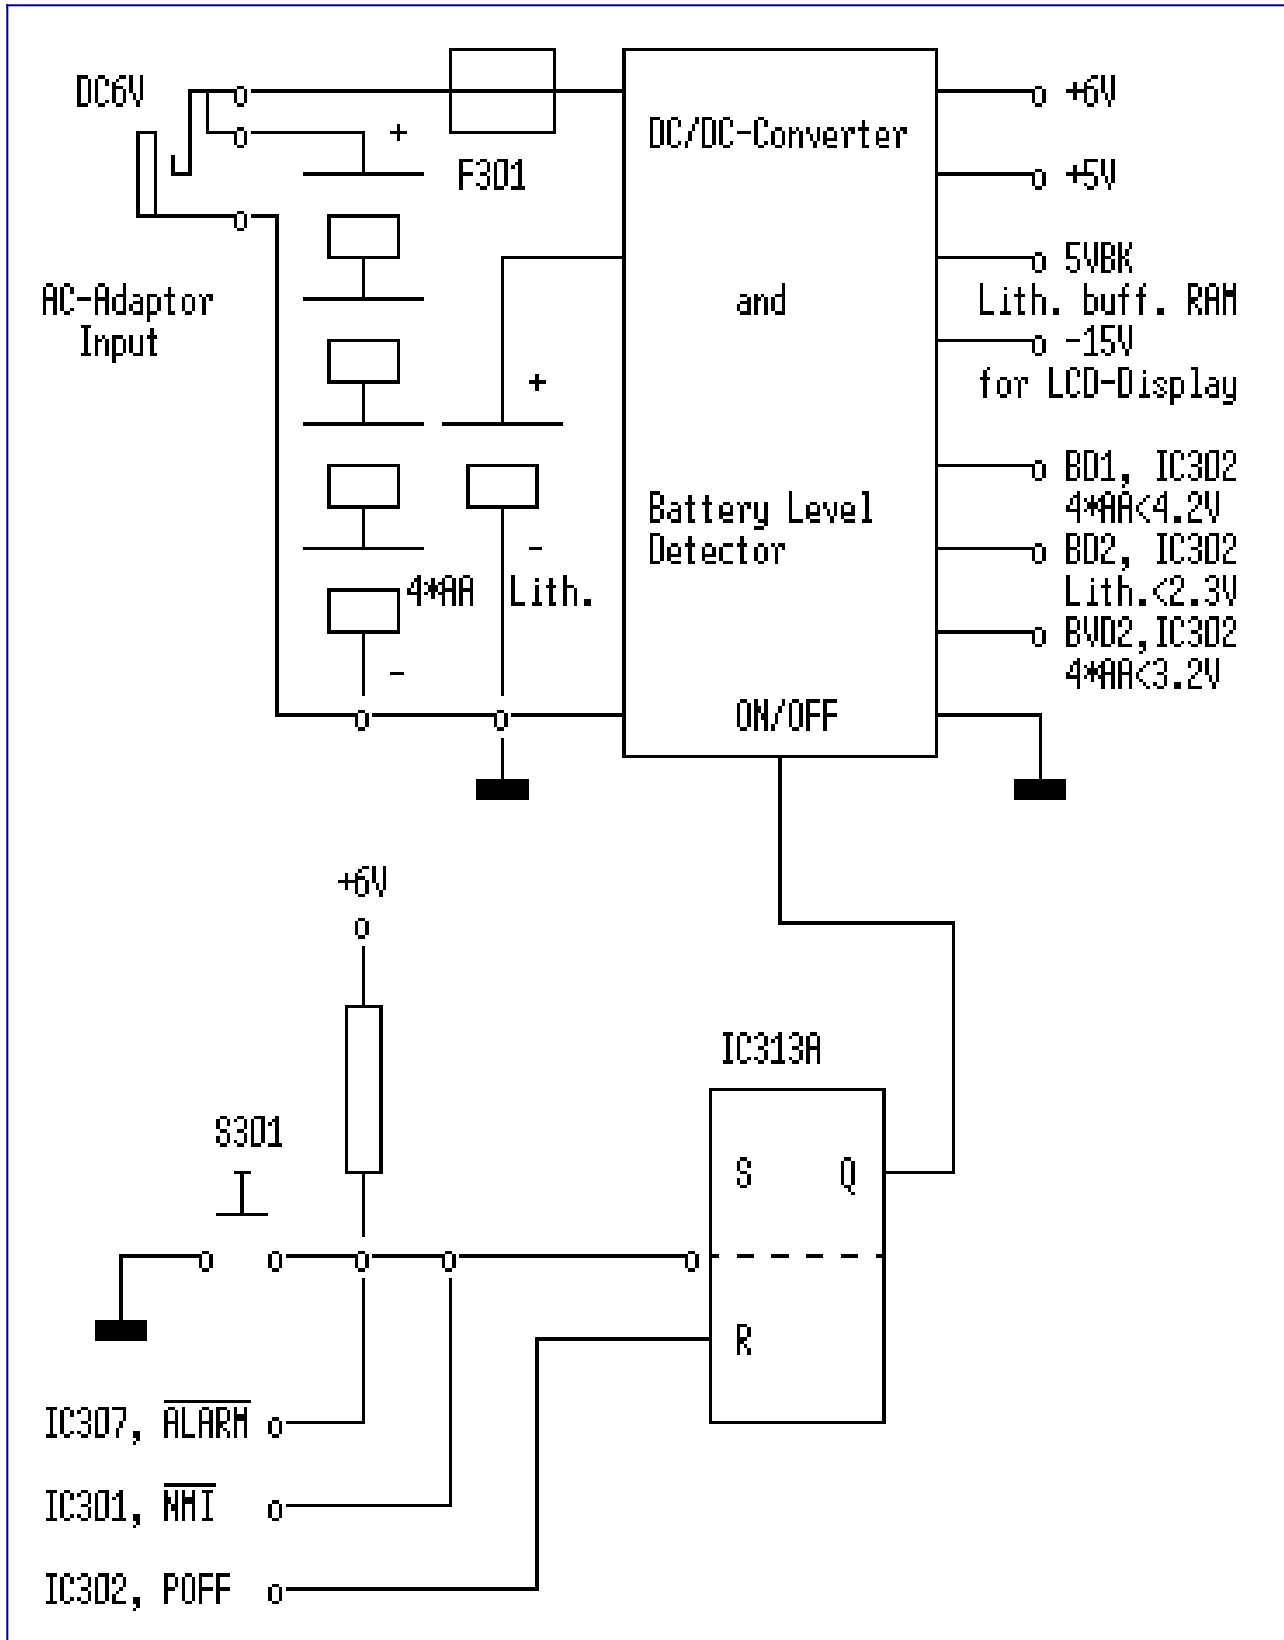 DC6V
+6V
+
DC/DC-Converter
F301
+5V
5VBK
AC-Adaptor
Input
and
Lith. buff. RAM
-15V
for LCD-Display
+
BD1, IC302
4*AA<4.2V
Battery Level
Detector
-
BD2, IC302
4*AA
Lith.
Lith.<2.3V
BVD2,IC302
4*AA<3.2V
-
ON/OFF
+6V
IC313A
S301
S
Q
R
IC307, ALARM
IC301, NMI
IC302, POFF